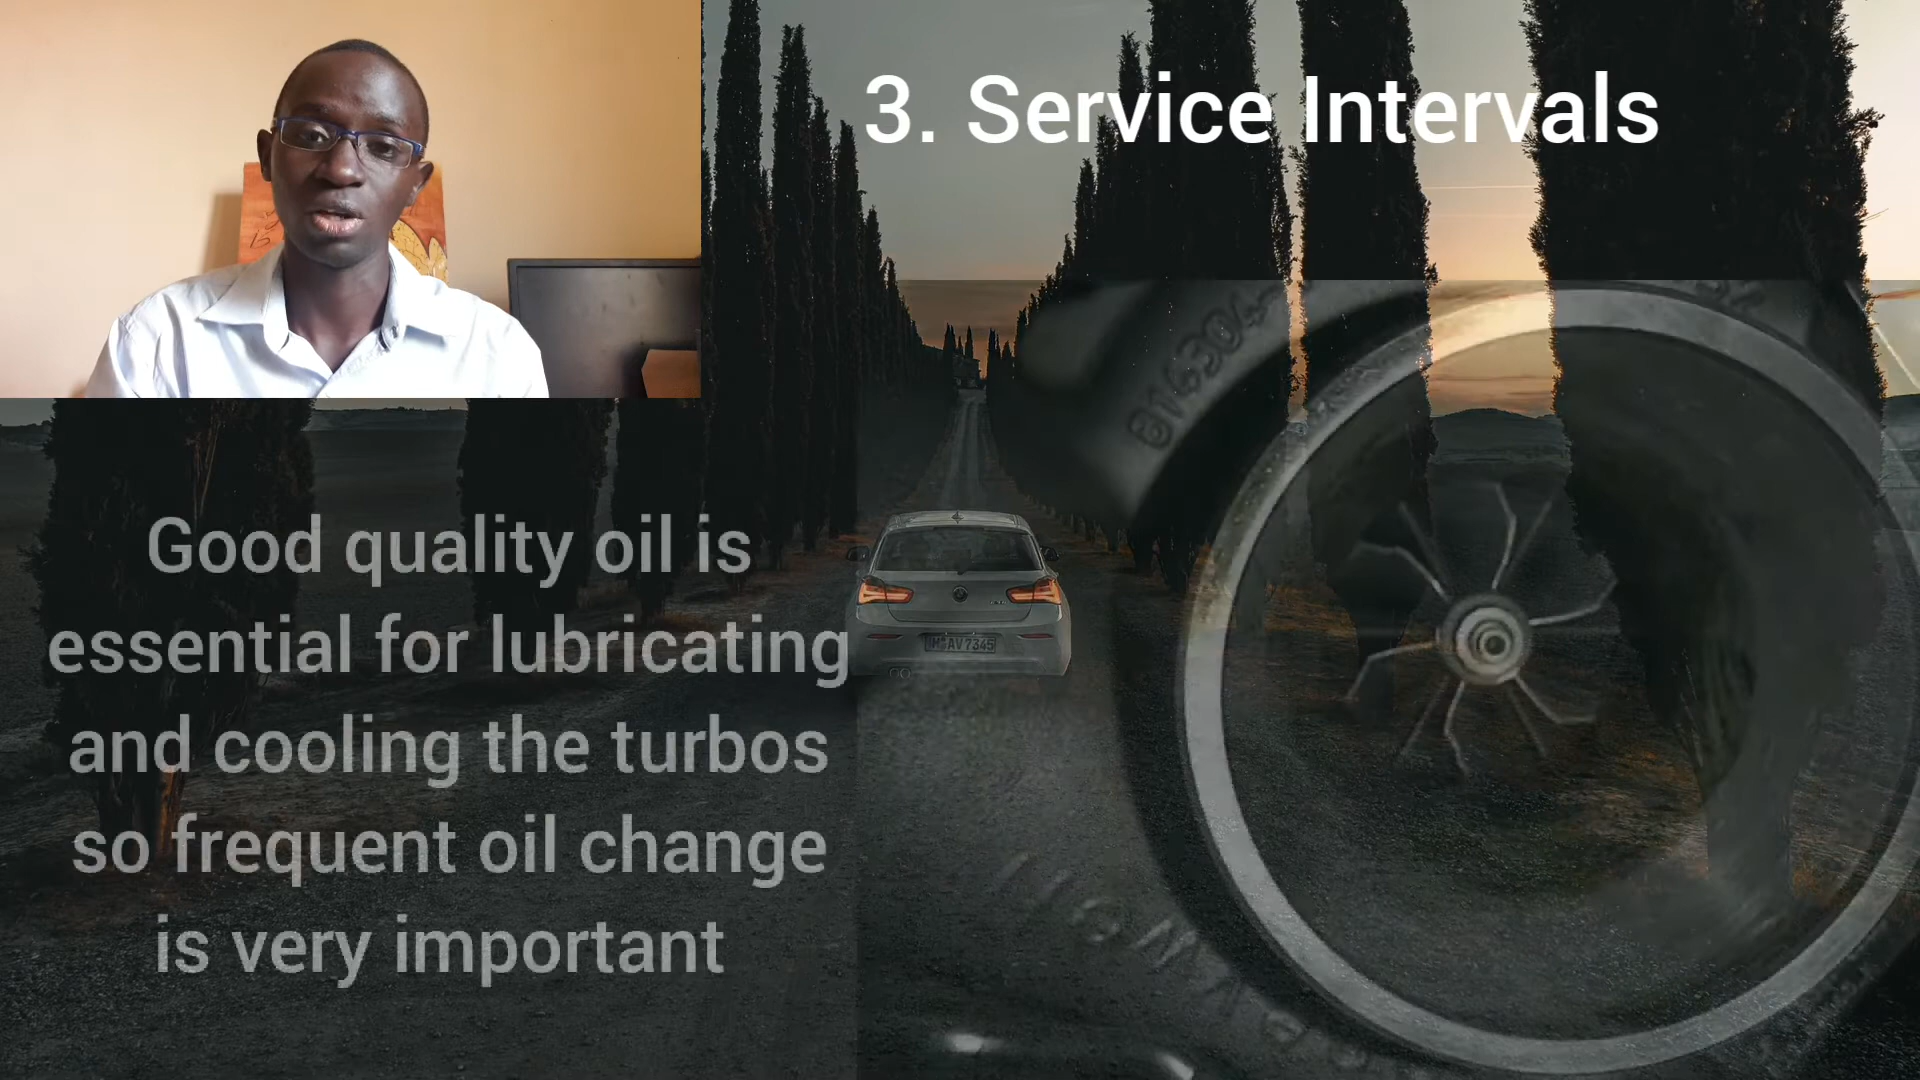 3. Service Intervals
Good quality oil is
essential for lubricating
and cooling the turbos
so frequent oil change
is very important